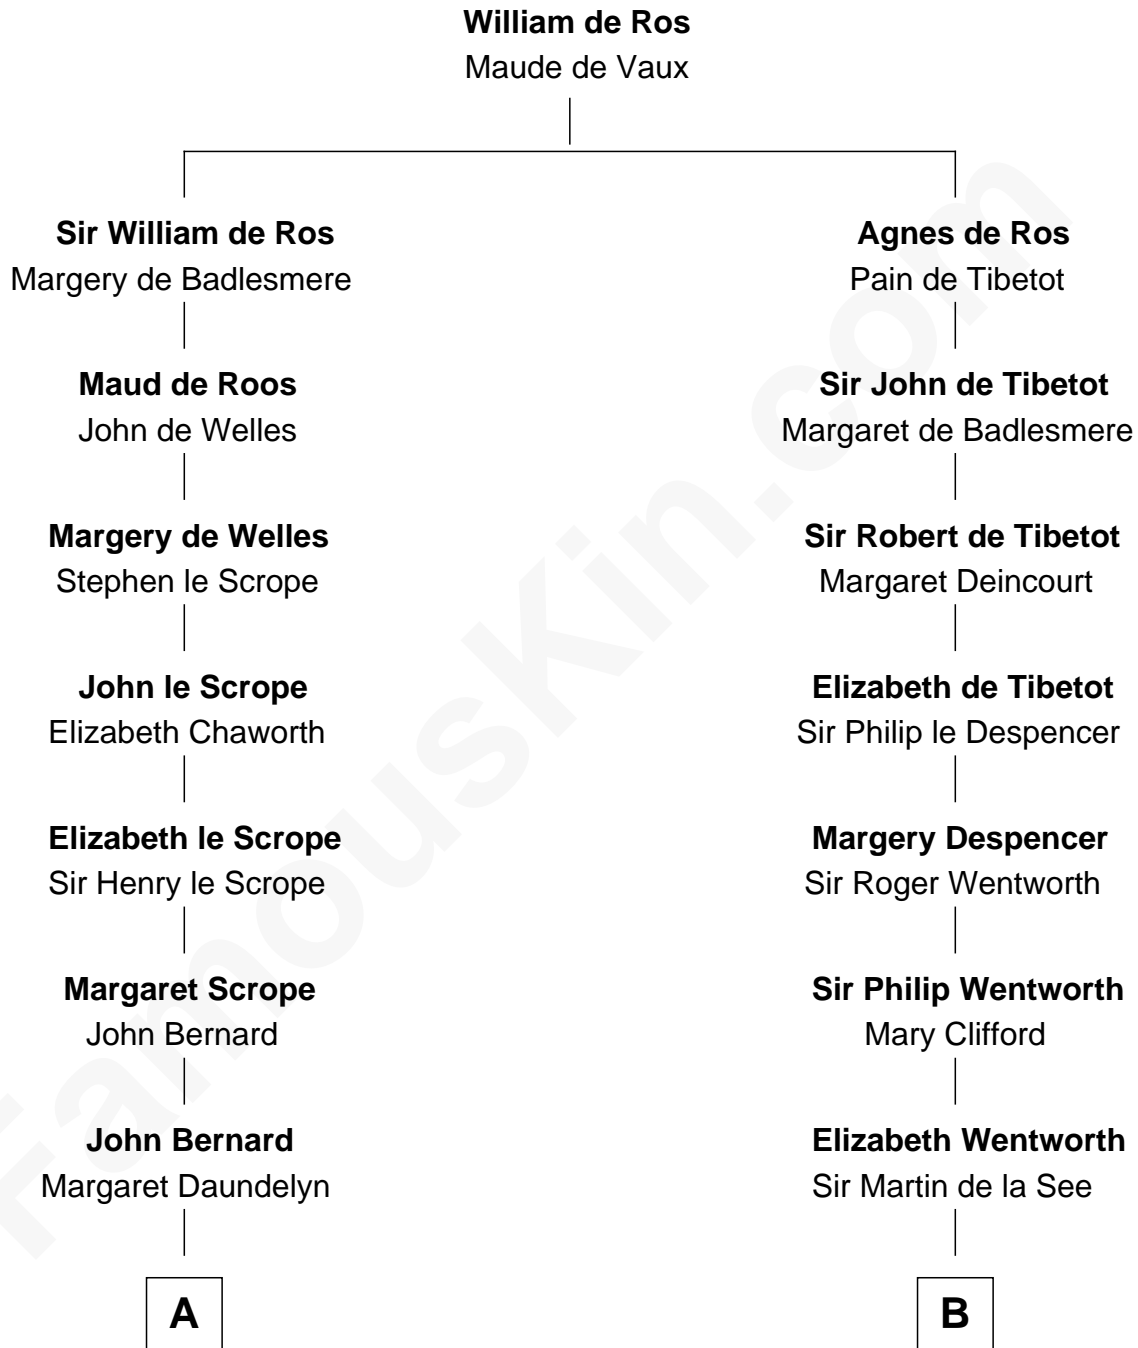 William de Ros
Maude de Vaux
Sir William de Ros
Margery de Badlesmere
Maud de Roos
John de Welles
Margery de Welles
Stephen le Scrope
John le Scrope
Elizabeth Chaworth
Elizabeth le Scrope
Sir Henry le Scrope
Margaret Scrope
John Bernard
John Bernard
Margaret Daundelyn
A
Agnes de Ros
Pain de Tibetot
Sir John de Tibetot
Margaret de Badlesmere
Sir Robert de Tibetot
Margaret Deincourt
Elizabeth de Tibetot
Sir Philip le Despencer
Margery Despencer
Sir Roger Wentworth
Sir Philip Wentworth
Mary Clifford
Elizabeth Wentworth
Sir Martin de la See
B
FamousKin.com